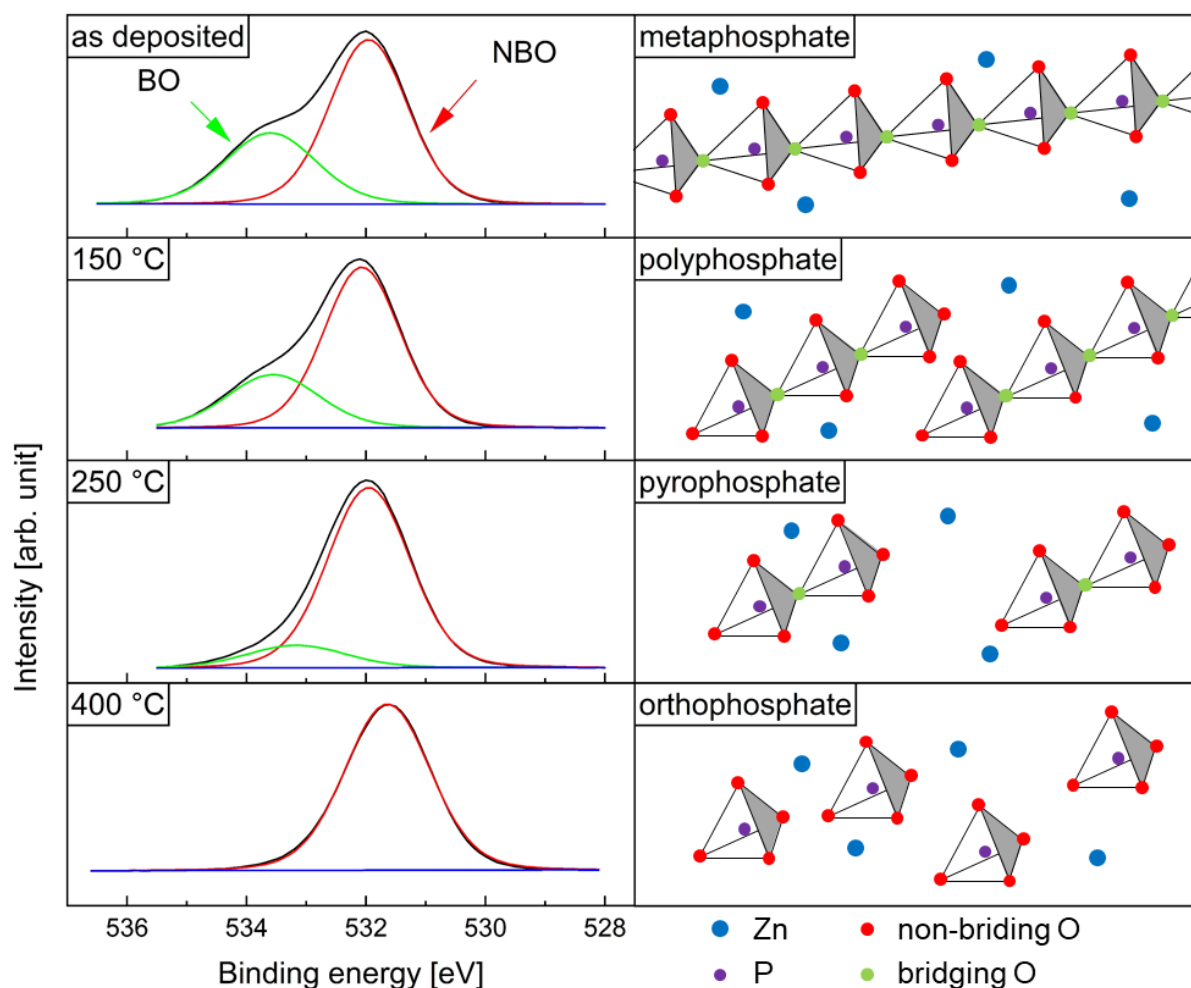 as deposited
BO
NBO
metaphosphate
150 °C
polyphosphate
250 °C
pyrophosphate
400 °C
orthophosphate
Intensity [arb. unit]
536 534 532 530 528
Binding energy [eV]
Zn
non-briding O
P
bridging O